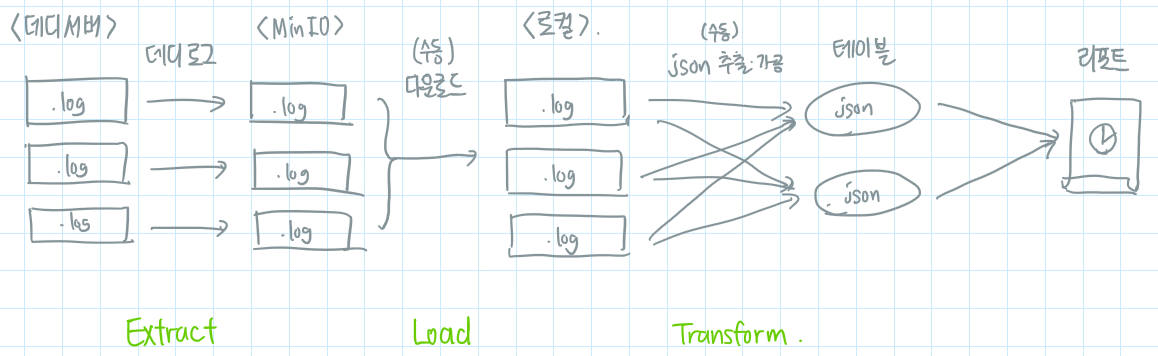 <데디서버>
데디로그
<MinIO>
(수동)
다운로드
<로컬>.
(수동)
json 추출·가공
테이블
리포트
.log
.log
.log
.log
.log
.log
.log
.log
.log
json
.json
Extract
Load
Transform.